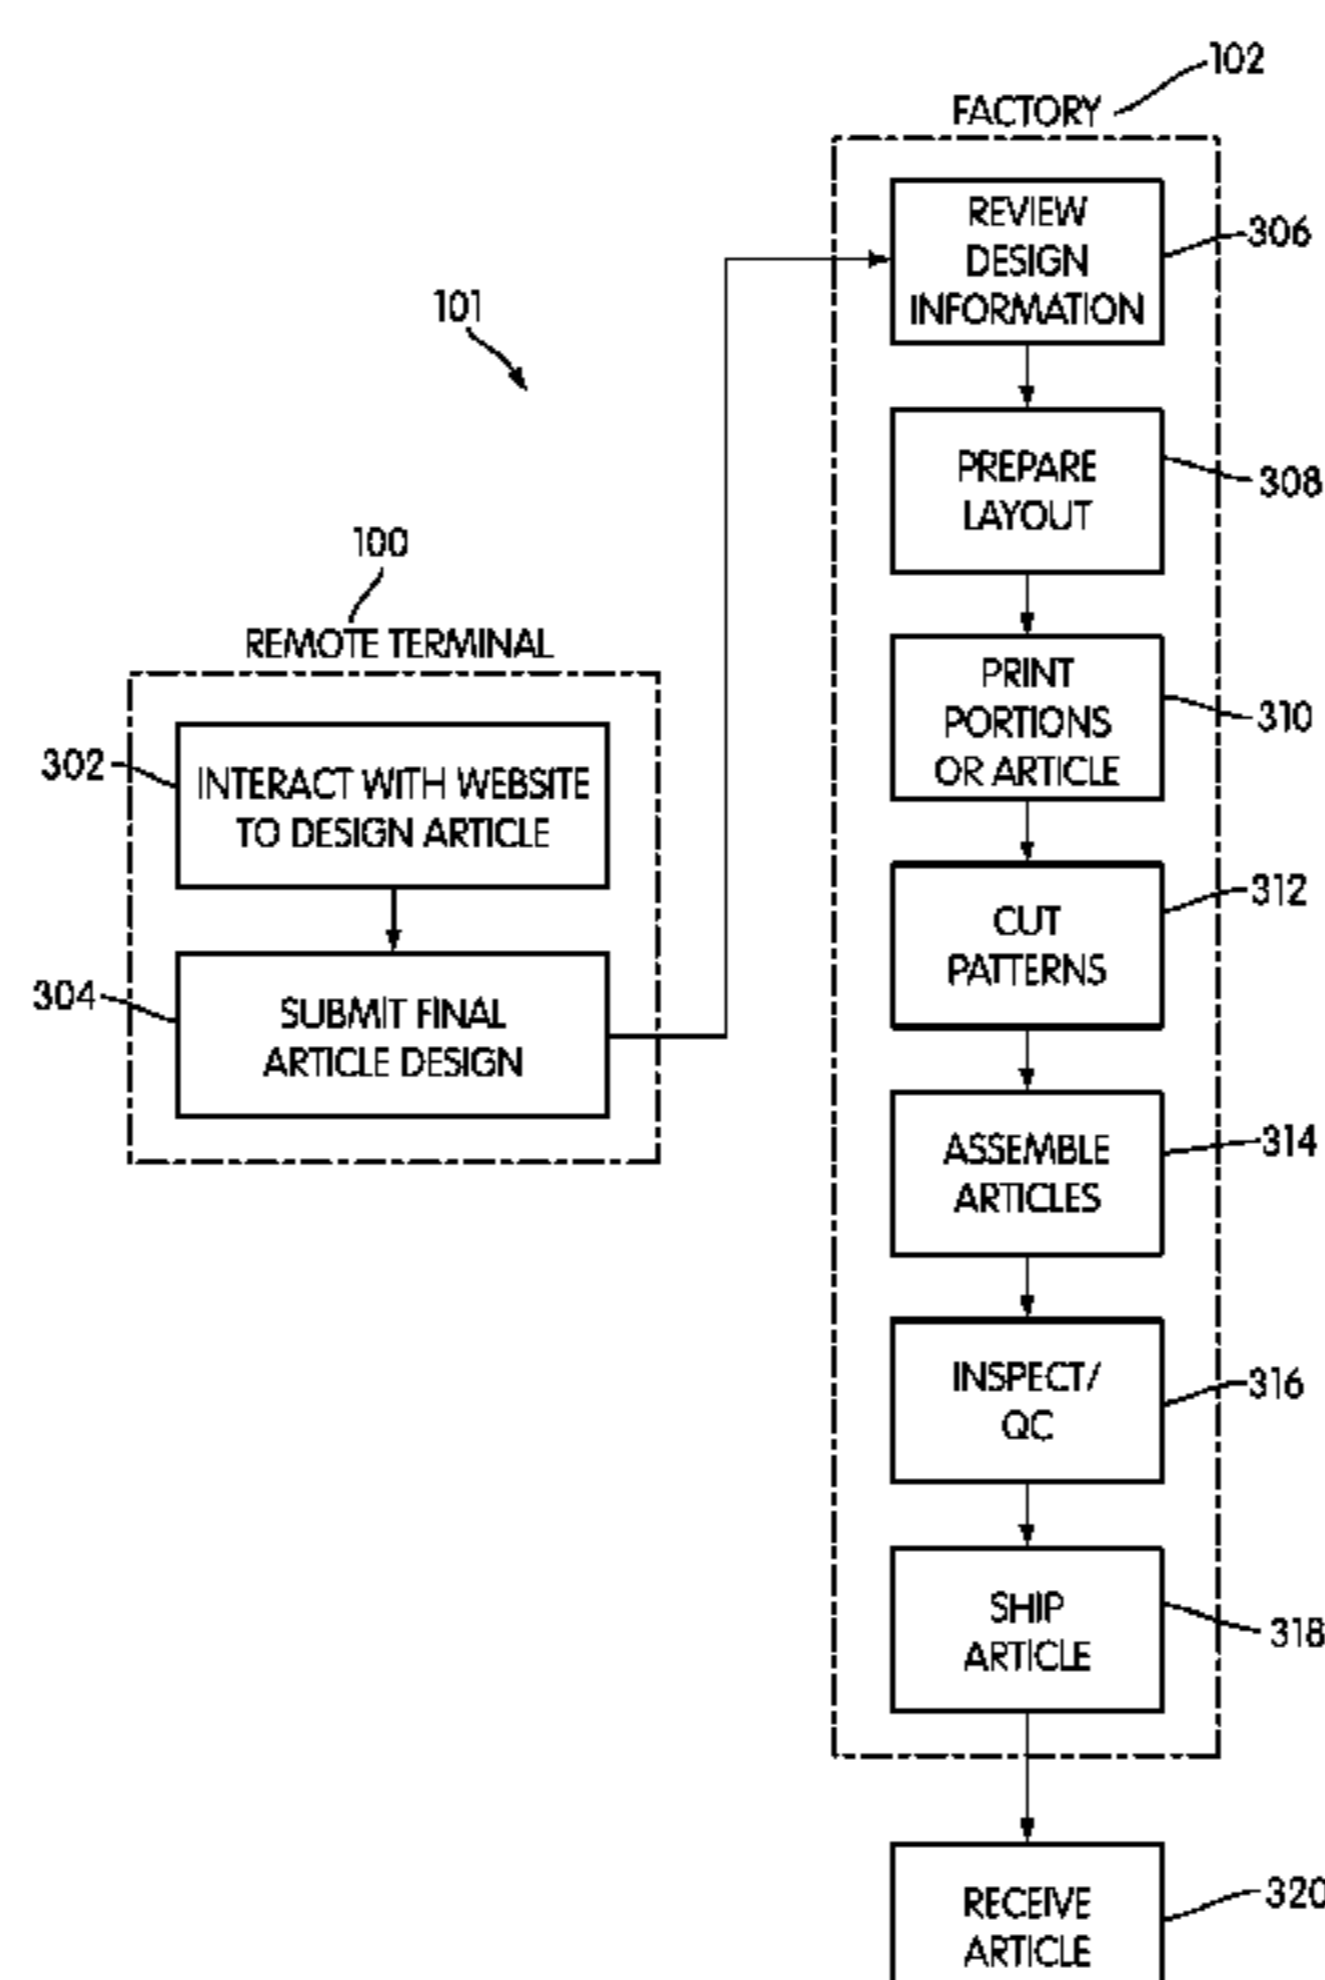 102
FACTORY
REVIEW
DESIGN
INFORMATION
306
101
PREPARE
LAYOUT
308
100
REMOTE TERMINAL
PRINT
PORTIONS
OR ARTICLE
310
302
INTERACT WITH WEBSITE
TO DESIGN ARTICLE
CUT
PATTERNS
312
304
SUBMIT FINAL
ARTICLE DESIGN
ASSEMBLE
ARTICLES
314
INSPECT/
QC
316
SHIP
ARTICLE
318
RECEIVE
ARTICLE
320